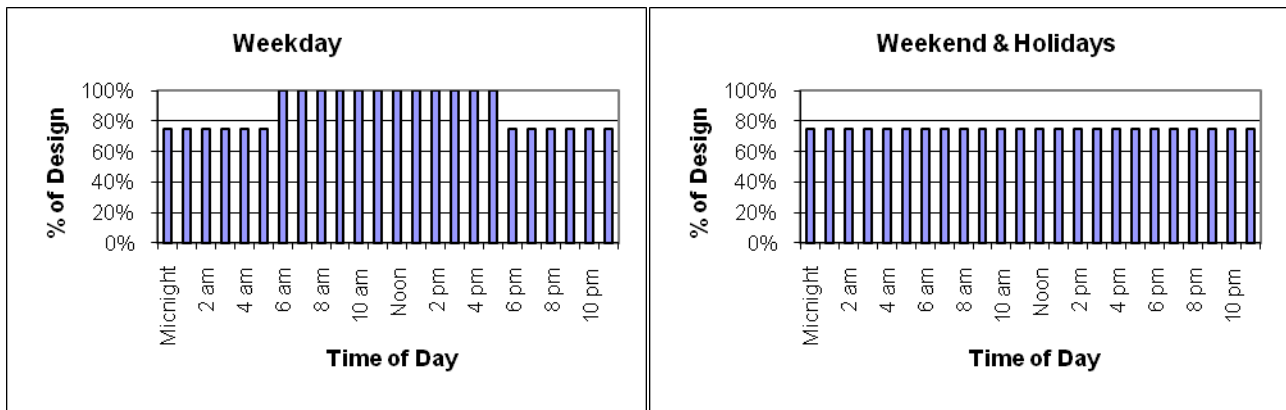 Weekday
100%
80%
60%
40%
20%
0%
% of Design
Micnight
2 am
4 am
6 am
8 am
10 am
Noon
2 pm
4 pm
6 pm
8 pm
10 pm
Time of Day
Weekend & Holidays
100%
80%
60%
40%
20%
0%
% of Design
Micnight
2 am
4 am
6 am
8 am
10 am
Noon
2 pm
4 pm
6 pm
8 pm
10 pm
Time of Day